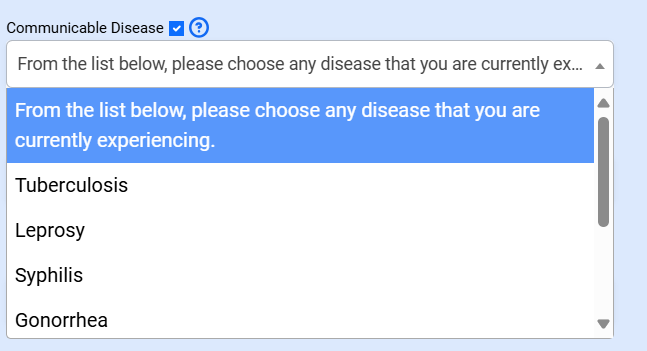 Communicable Disease ?
From the list below, please choose any disease that you are currently ex...
From the list below, please choose any disease that you are
currently experiencing.
Tuberculosis
Leprosy
Syphilis
Gonorrhea